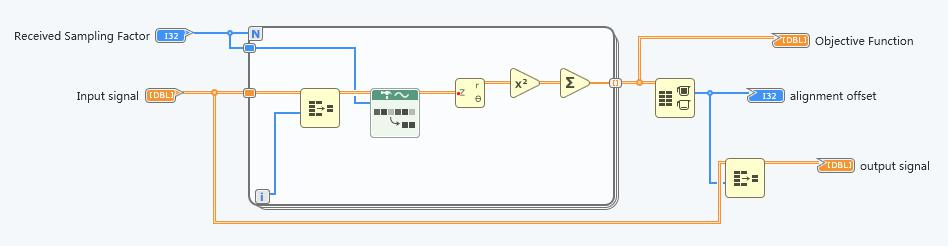 Received Sampling Factor
I32
N
[DBL]
Objective Function
Input signal
[DBL]
z
r
θ
x²
Σ
I32
alignment offset
[DBL]
output signal
i